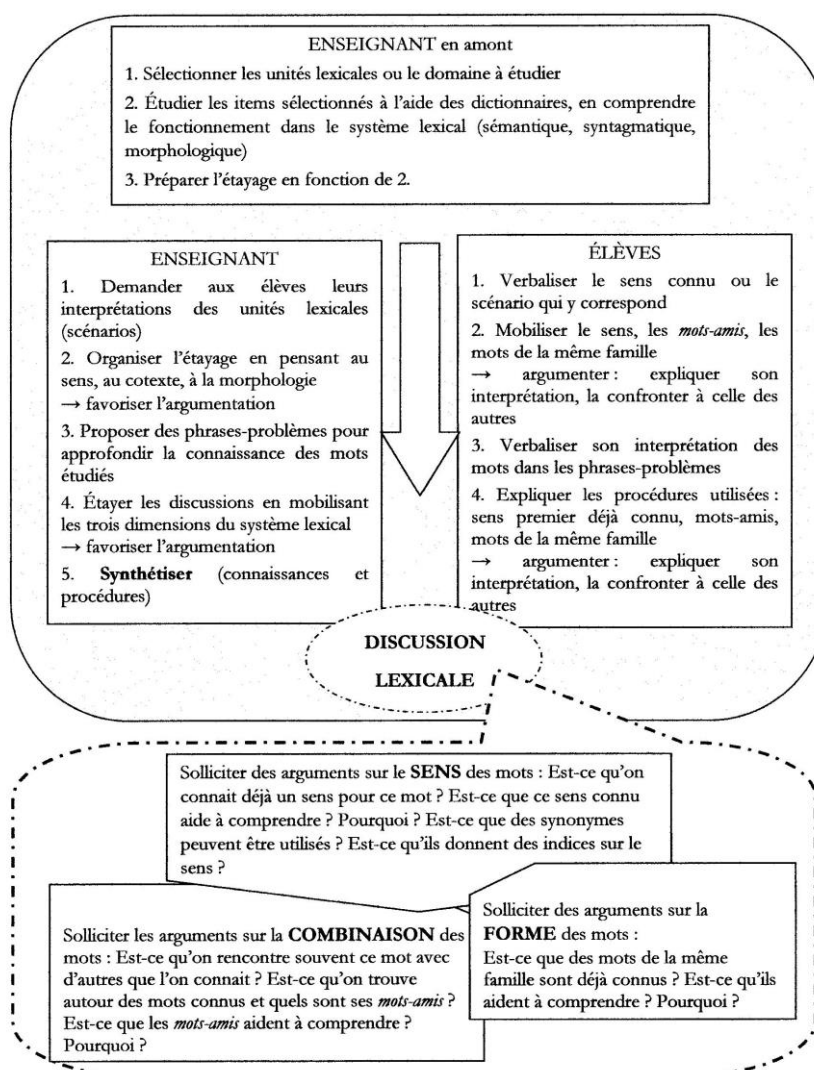 ENSEIGNANT en amont
1. Sélectionner les unités lexicales ou le domaine à étudier
2. Étudier les items sélectionnés à l'aide des dictionnaires, en comprendre
le fonctionnement dans le système lexical (sémantique, syntagmatique,
morphologique)
3. Préparer l'étayage en fonction de 2.
ENSEIGNANT
1. Demander aux élèves leurs
interprétations des unités lexicales
(scénarios)
2. Organiser l'étayage en pensant au
sens, au cotexte, à la morphologie
→ favoriser l'argumentation
3. Proposer des phrases-problèmes pour
approfondir la connaissance des mots
étudiés
4. Étayer les discussions en mobilisant
les trois dimensions du système lexical
→ favoriser l'argumentation
5. Synthétiser (connaissances et
procédures)
ÉLÈVES
1. Verbaliser le sens connu ou le
scénario qui y correspond
2. Mobiliser le sens, les mots-amis, les
mots de la même famille
→ argumenter : expliquer son
interprétation, la confronter à celle des
autres
3. Verbaliser son interprétation des
mots dans les phrases-problèmes
4. Expliquer les procédures utilisées :
sens premier déjà connu, mots-amis,
mots de la même famille
→ argumenter : expliquer son
interprétation, la confronter à celle des
autres
DISCUSSION
LEXICALE
Solliciter des arguments sur le SENS des mots : Est-ce qu'on
connait déjà un sens pour ce mot ? Est-ce que ce sens connu
aide à comprendre ? Pourquoi ? Est-ce que des synonymes
peuvent être utilisés ? Est-ce qu'ils donnent des indices sur le
sens ?
Solliciter les arguments sur la COMBINAISON des
mots : Est-ce qu'on rencontre souvent ce mot avec
d'autres que l'on connait ? Est-ce qu'on trouve
autour des mots connus et quels sont ses mots-amis ?
Est-ce que les mots-amis aident à comprendre ?
Pourquoi ?
Solliciter des arguments sur la
FORME des mots :
Est-ce que des mots de la même
famille sont déjà connus ? Est-ce qu'ils
aident à comprendre ? Pourquoi ?